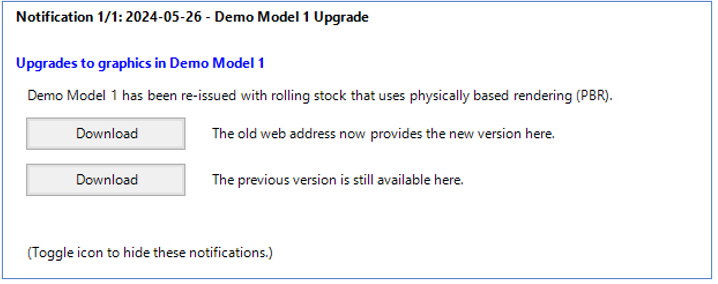 Notification 1/1: 2024-05-26 - Demo Model 1 Upgrade
Upgrades to graphics in Demo Model 1
Demo Model 1 has been re-issued with rolling stock that uses physically based rendering (PBR).
Download The old web address now provides the new version here.
Download The previous version is still available here.
(Toggle icon to hide these notifications.)